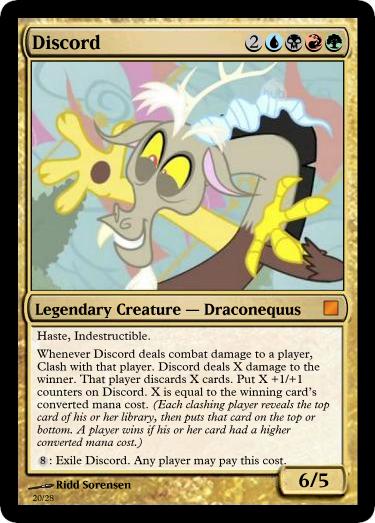 Discord 2
Legendary Creature — Draconequus
Haste, Indestructible.
Whenever Discord deals combat damage to a player,
Clash with that player. Discord deals X damage to the
winner. That player discards X cards. Put X +1/+1
counters on Discord. X is equal to the winning card's
converted mana cost. (Each clashing player reveals the top
card of his or her library, then puts that card on the top or
bottom. A player wins if his or her card had a higher
converted mana cost.)
8: Exile Discord. Any player may pay this cost.
6/5
Ridd Sorensen
20/28